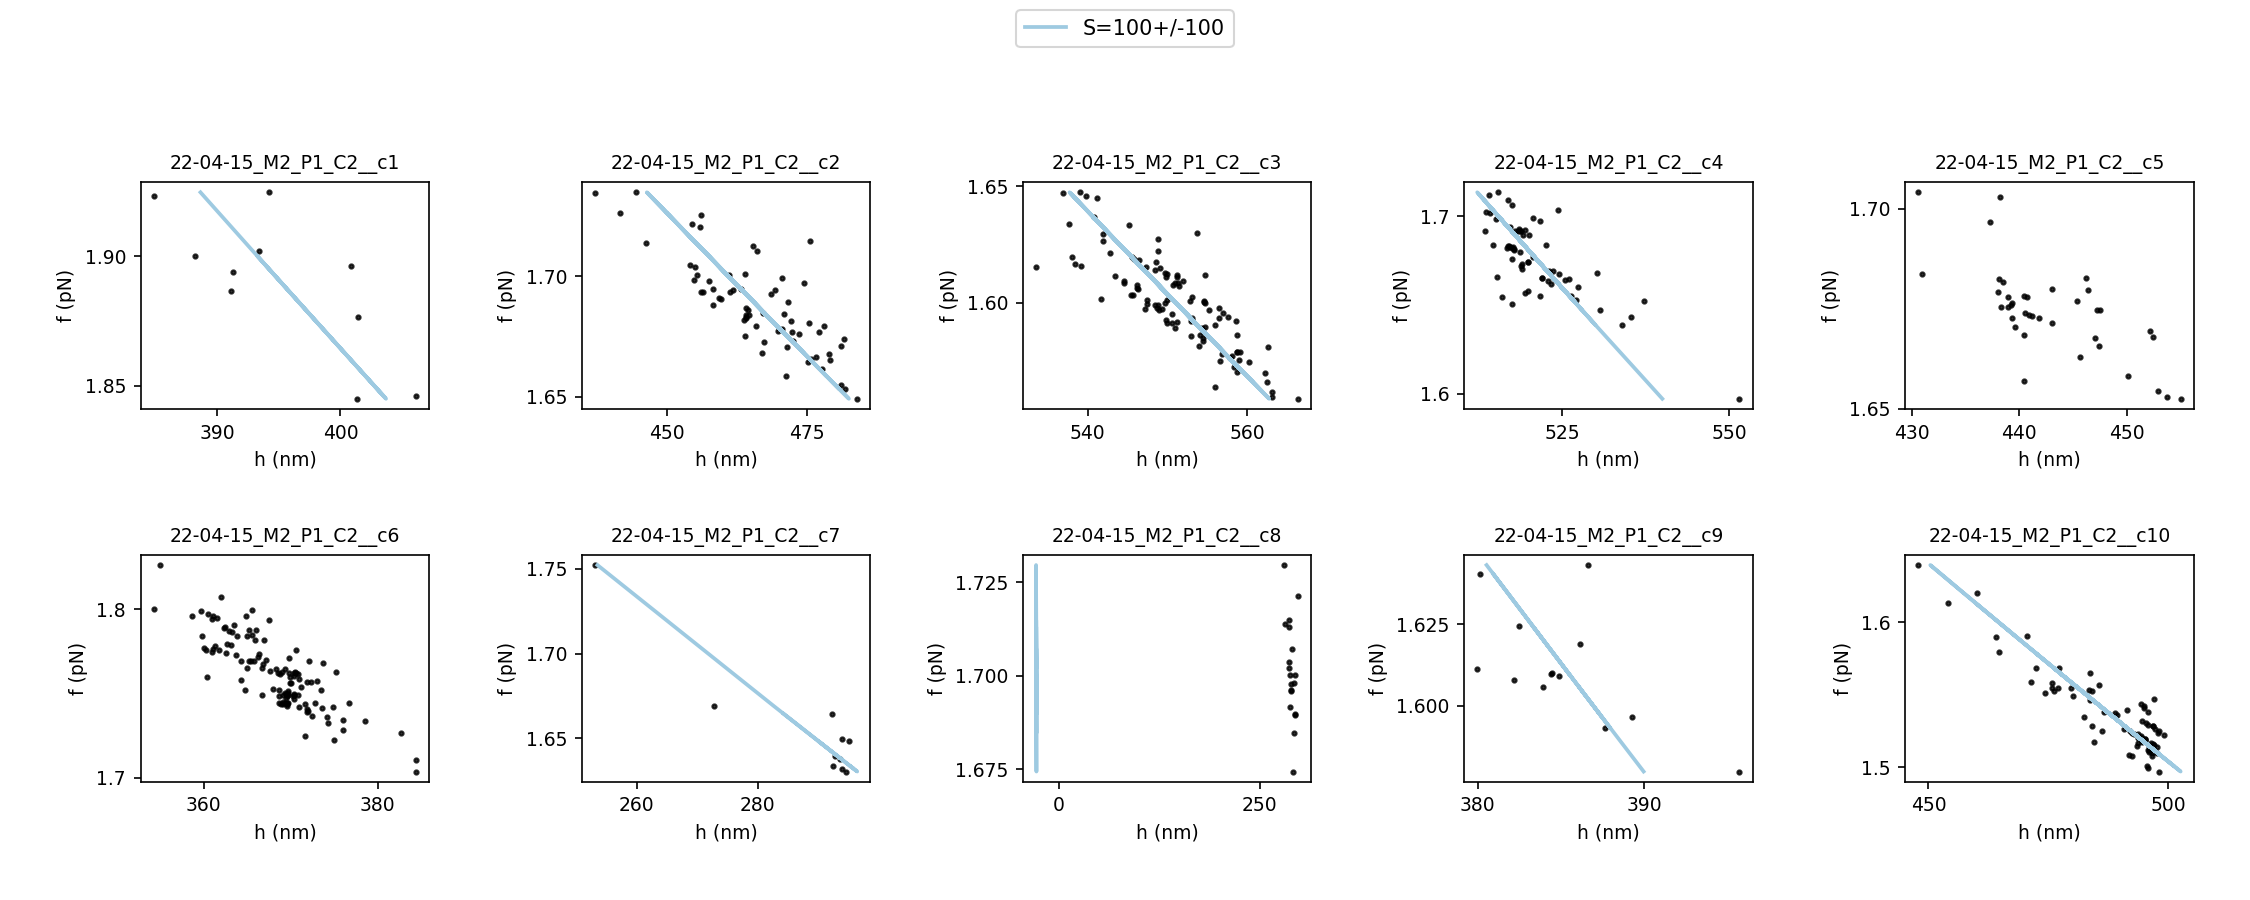 S=100+/-100
22-04-15_M2_P1_C2__c1
f (pN)
1.90
1.85
390 400
h (nm)
22-04-15_M2_P1_C2__c2
f (pN)
1.70
1.65
450 475
h (nm)
22-04-15_M2_P1_C2__c3
f (pN)
1.65
1.60
540 560
h (nm)
22-04-15_M2_P1_C2__c4
f (pN)
1.7
1.6
525 550
h (nm)
22-04-15_M2_P1_C2__c5
f (pN)
1.70
1.65
430 440 450
h (nm)
22-04-15_M2_P1_C2__c6
f (pN)
1.8
1.7
360 380
h (nm)
22-04-15_M2_P1_C2__c7
f (pN)
1.75
1.70
1.65
260 280
h (nm)
22-04-15_M2_P1_C2__c8
f (pN)
1.725
1.700
1.675
0 250
h (nm)
22-04-15_M2_P1_C2__c9
f (pN)
1.625
1.600
380 390
h (nm)
22-04-15_M2_P1_C2__c10
f (pN)
1.6
1.5
450 500
h (nm)